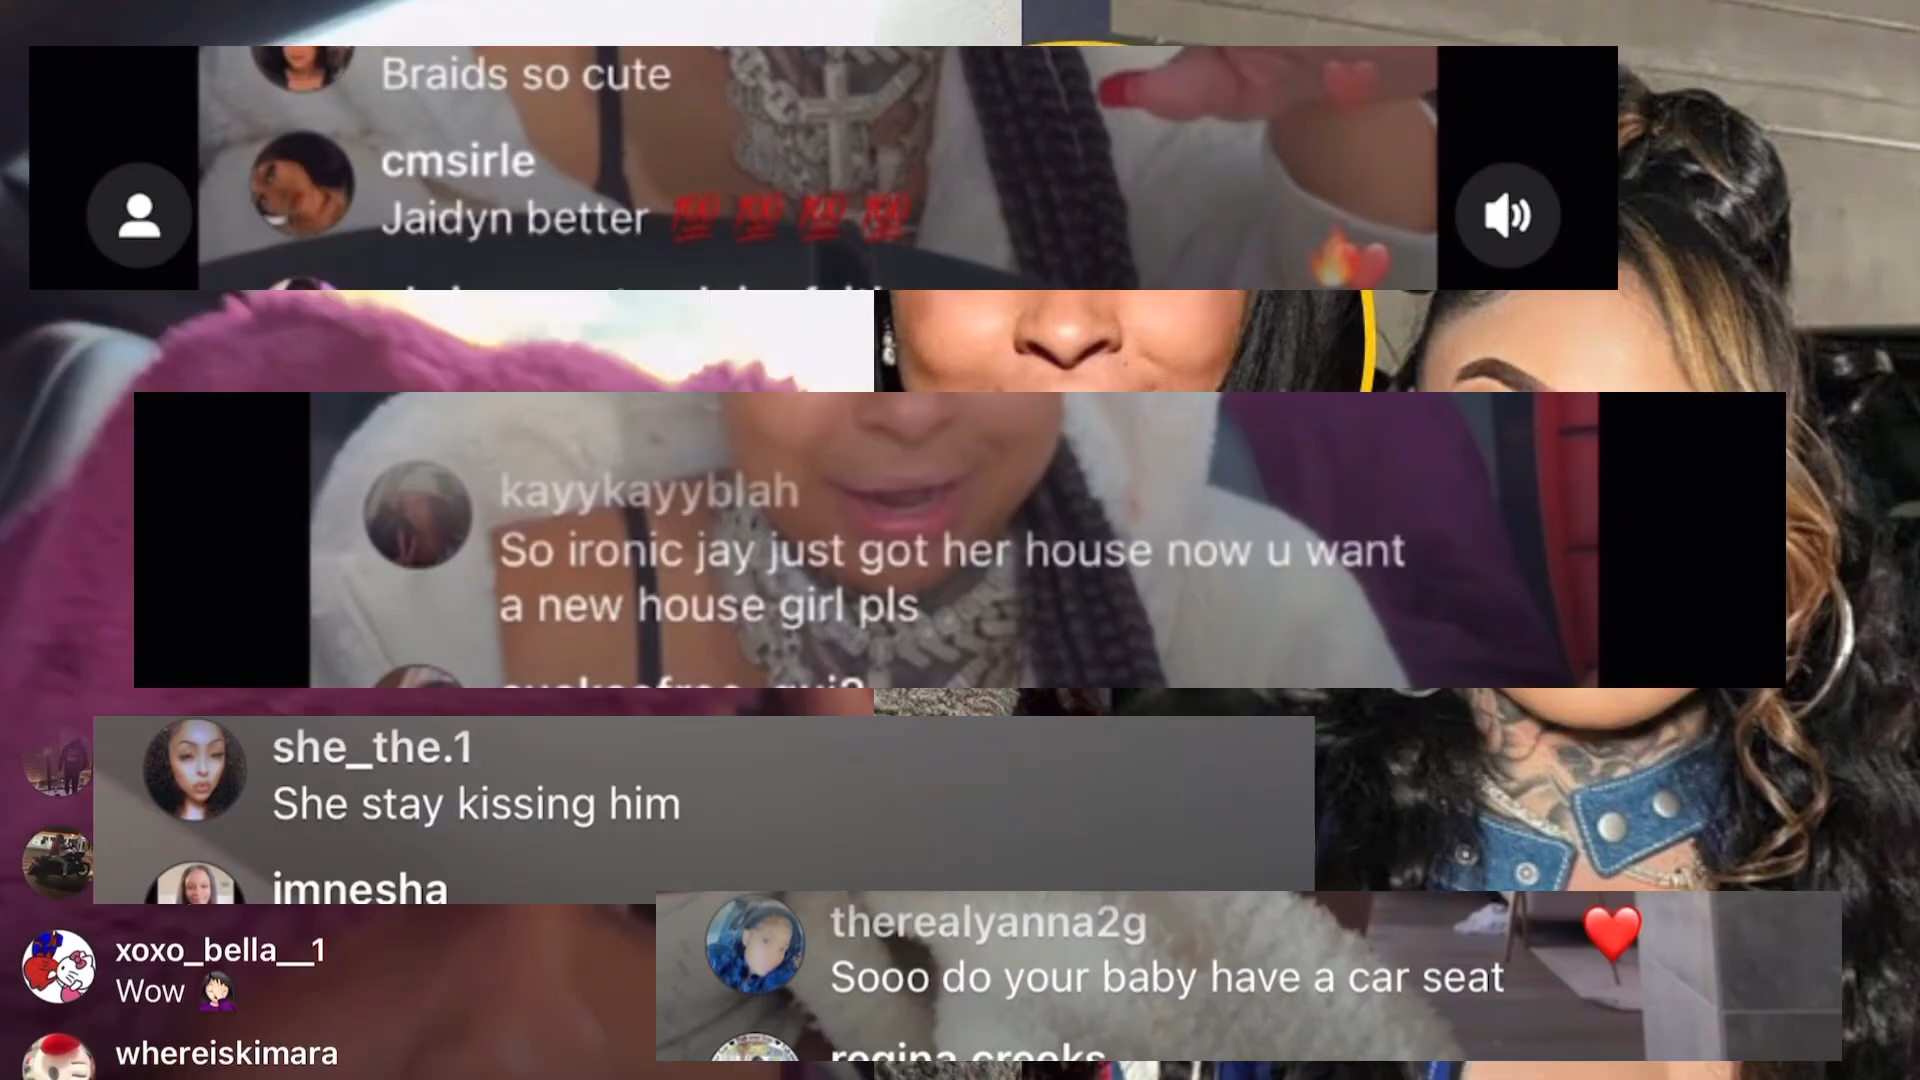 Braids so cute
cmsirle
Jaidyn better 💯 💯 💯 💯
kayykayyblah
So ironic jay just got her house now u want
a new house girl pls
she_the.1
She stay kissing him
imnesha
xoxo_bella__1
Wow 🤦🏻‍♀️
whereiskimara
therealyanna2g
Sooo do your baby have a car seat